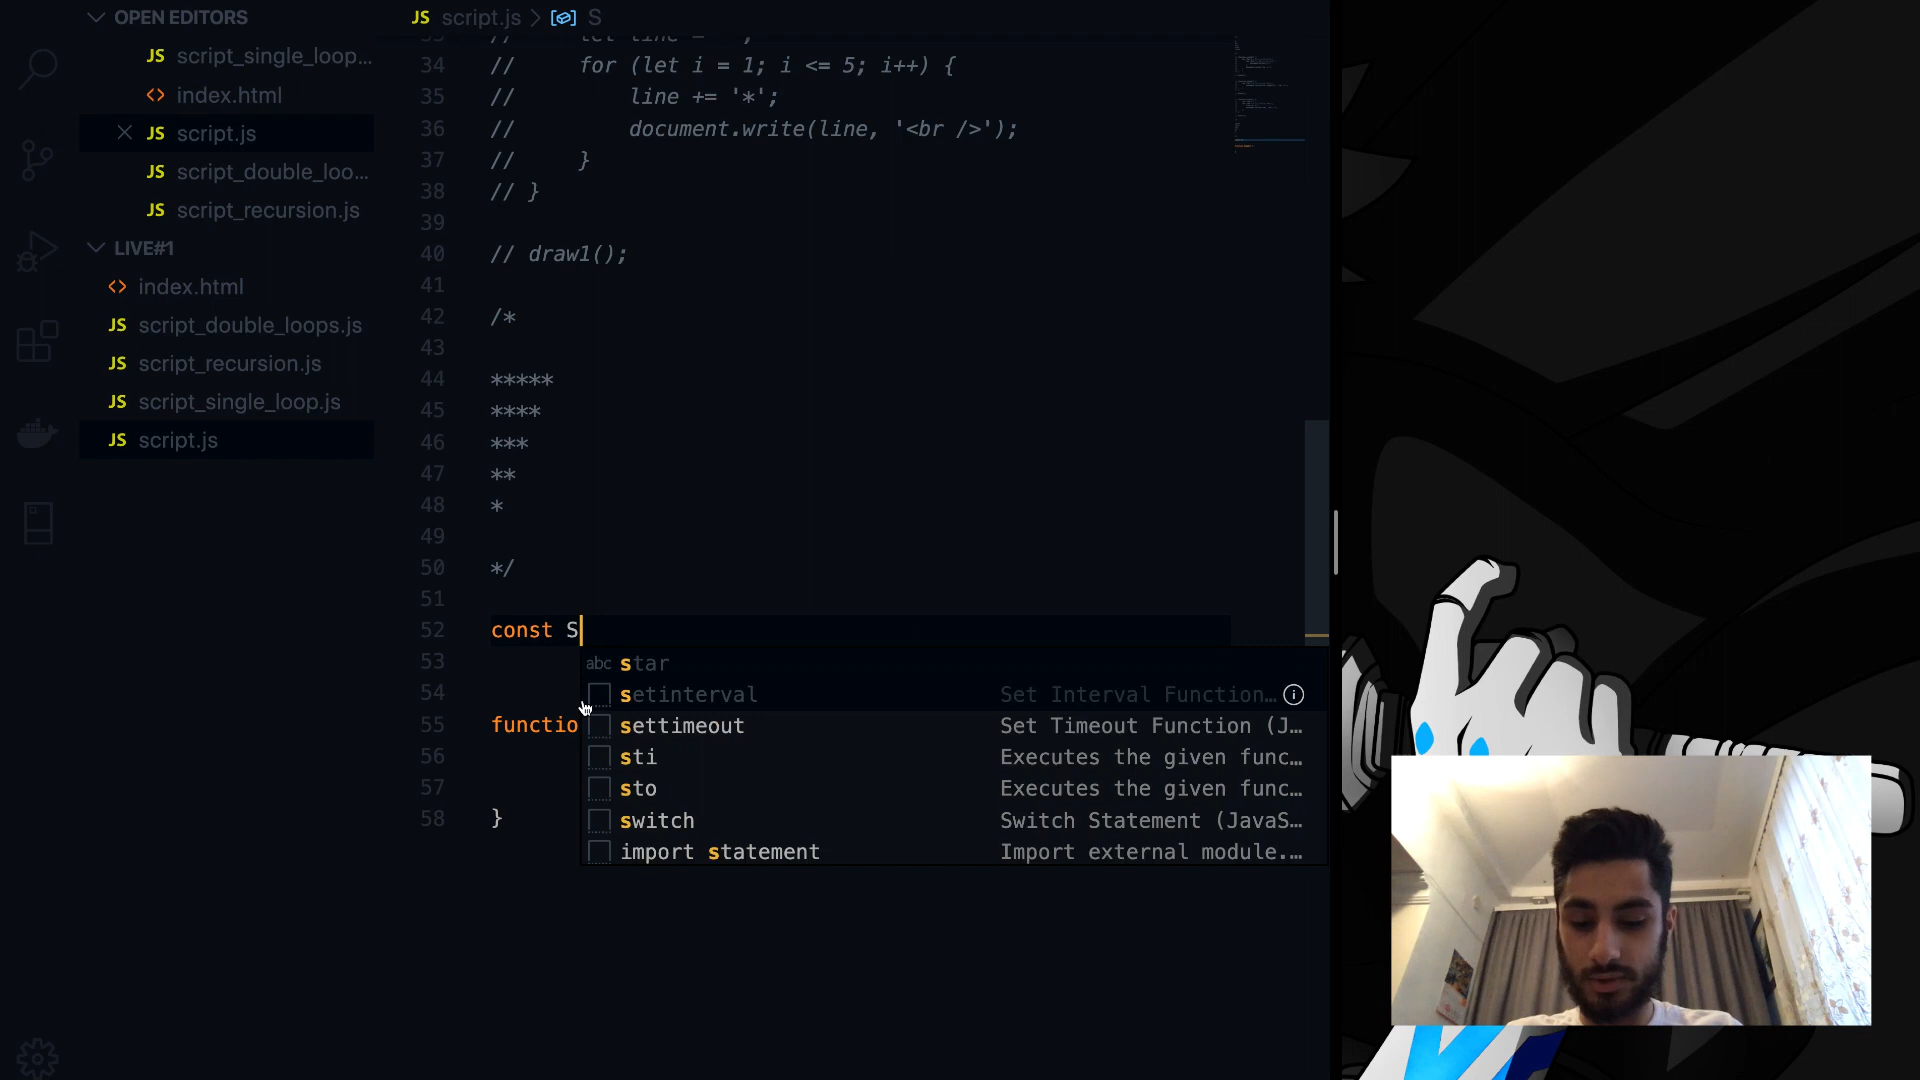 OPEN EDITORS
JS script_single_loop...
<> index.html
JS script.js
JS script_double_loo...
JS script_recursion.js
LIVE#1
<> index.html
JS script_double_loops.js
JS script_recursion.js
JS script_single_loop.js
JS script.js
JS script.js > S
34 //     for (let i = 1; i <= 5; i++) {
35 //         line += '*';
36 //         document.write(line, '<br />');
37 //     }
38 // }
39
40 // draw1();
41
42 /*
43
44 *****
45 ****
46 ***
47 **
48 *
49
50 */
51
52 const S
53
54
55 functio
56
57
58 }
abc star
setinterval Set Interval Function...
settimeout Set Timeout Function (J...
sti Executes the given func...
sto Executes the given func...
switch Switch Statement (JavaS...
import statement Import external module....